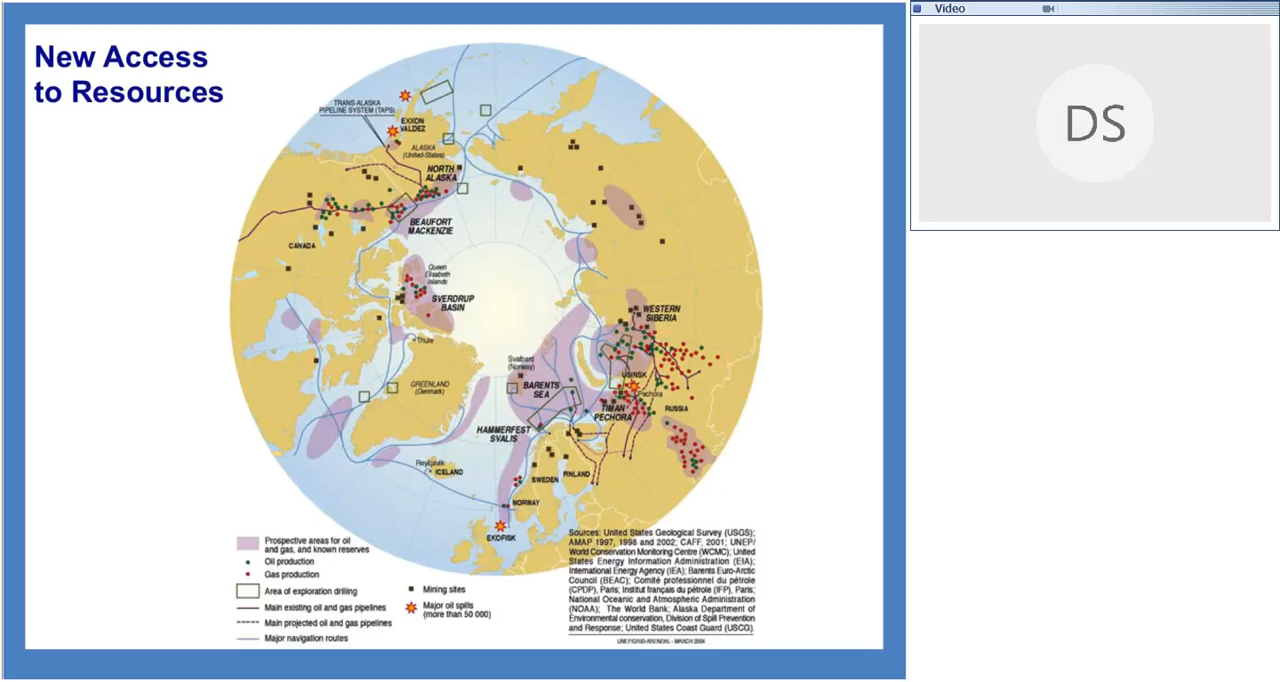 New Access
to Resources
Video
DS
TRANS-ALASKA
PIPELINE SYSTEM (TAPS)
EXXON
VALDEZ
ALASKA
(United-States)
NORTH
ALASKA
BEAUFORT
MACKENZIE
CANADA
Queen
Elisabeth
Islands
SVERDRUP
BASIN
WESTERN
SIBERIA
Thule
Svalbard
(Norway)
GREENLAND
(Denmark)
BARENTS
SEA
USINSK
Pechora
TIMAN
PECHORA
RUSSIA
HAMMERFEST
SVALIS
Reykjavik
ICELAND
SWEDEN
FINLAND
NORWAY
EKOFISK
Prospective areas for oil
and gas, and known reserves
Oil production
Gas production
Area of exploration drilling
Main existing oil and gas pipelines
Main projected oil and gas pipelines
Major navigation routes
Mining sites
Major oil spills
(more than 50 000)
Sources: United States Geological Survey (USGS);
AMAP 1997, 1998 and 2002; CAFF, 2001; UNEP/
World Conservation Monitoring Centre (WCMC); United
States Energy Information Administration (EIA);
International Energy Agency (IEA); Barents Euro-Arctic
Council (BEAC); Comité professionnel du pétrole
(CPDP), Paris; Institut français du pétrole (IFP), Paris;
National Oceanic and Atmospheric Administration
(NOAA); The World Bank; Alaska Department of
Environmental conservation, Division of Spill Prevention
and Response; United States Coast Guard (USCG).
UNEP/GRID-ARENDAL - MARCH 2004